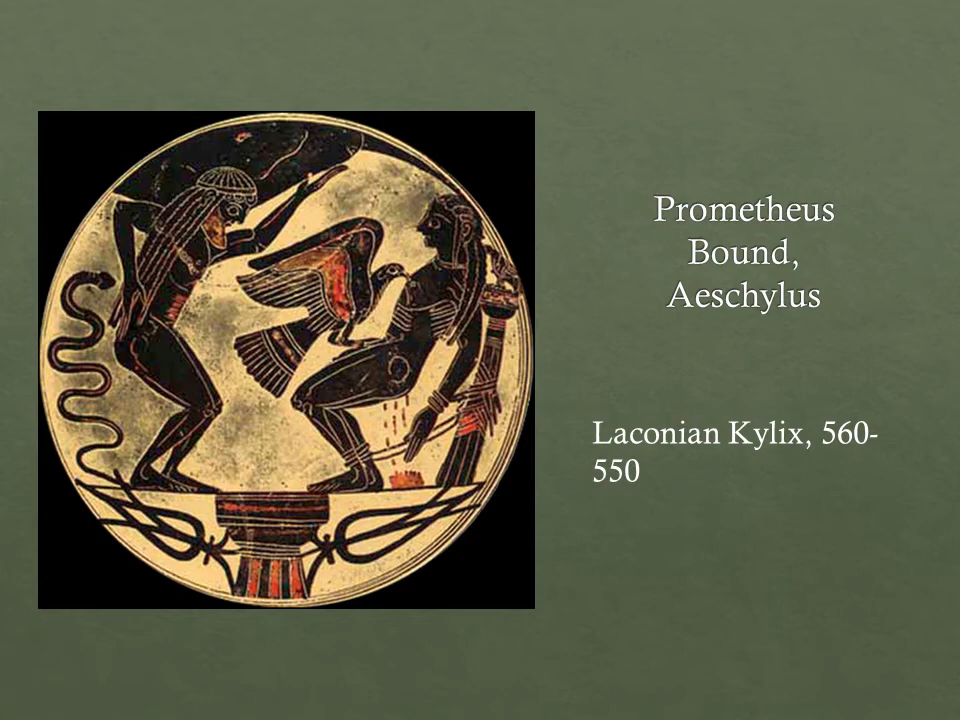 Prometheus
Bound,
Aeschylus
Laconian Kylix, 560-
550